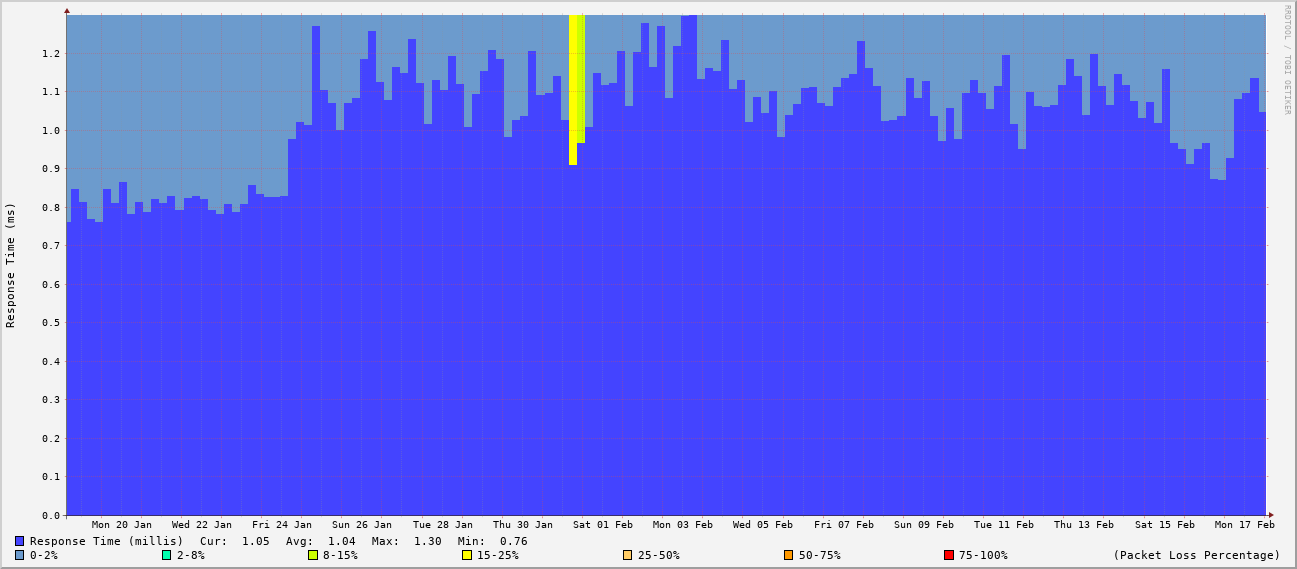 RRDTOOL / TOBI OETIKER
Response Time (ms)
1.2
1.1
1.0
0.9
0.8
0.7
0.6
0.5
0.4
0.3
0.2
0.1
0.0
Mon 20 Jan Wed 22 Jan Fri 24 Jan Sun 26 Jan Tue 28 Jan Thu 30 Jan Sat 01 Feb Mon 03 Feb Wed 05 Feb Fri 07 Feb Sun 09 Feb Tue 11 Feb Thu 13 Feb Sat 15 Feb Mon 17 Feb
Response Time (millis) Cur: 1.05 Avg: 1.04 Max: 1.30 Min: 0.76
0-2% 2-8% 8-15% 15-25% 25-50% 50-75% 75-100% (Packet Loss Percentage)